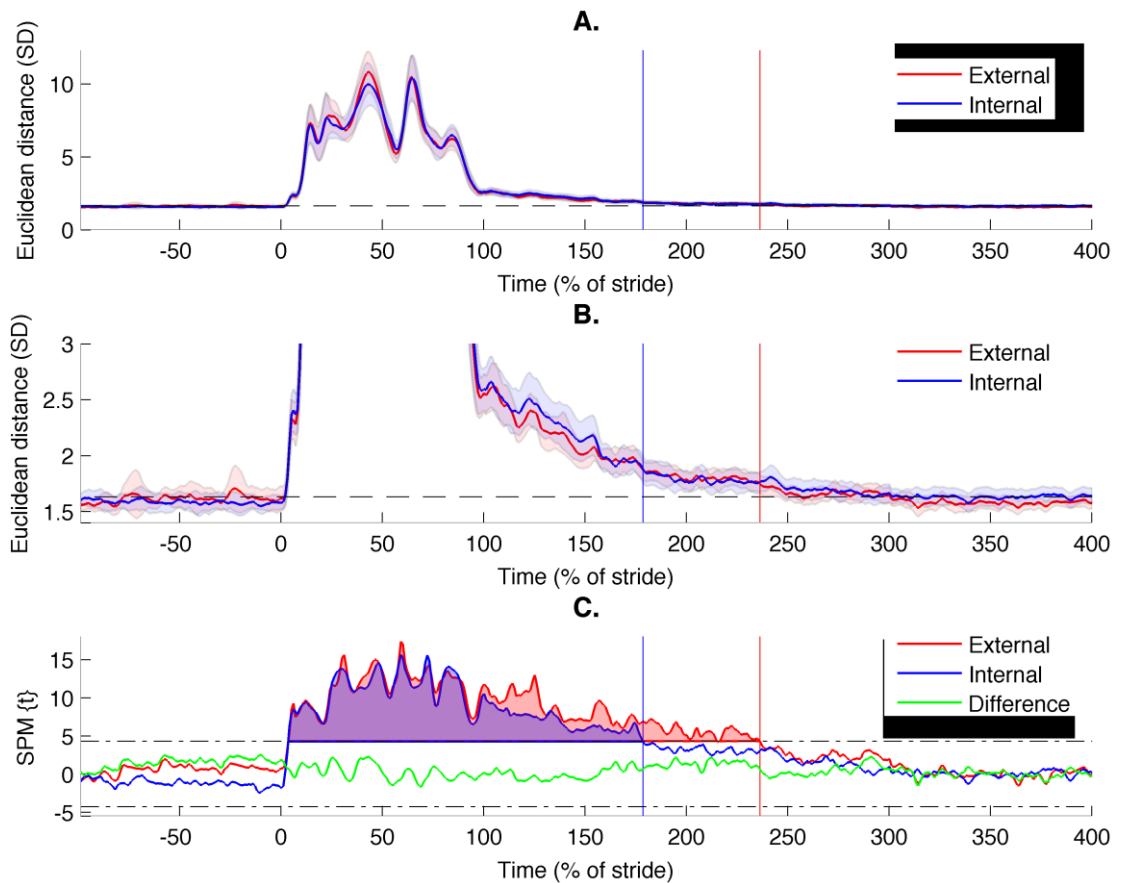 A.
Euclidean distance (SD)
10
5
0
External
Internal
-50 0 50 100 150 200 250 300 350 400
Time (% of stride)
B.
Euclidean distance (SD)
3
2.5
2
1.5
External
Internal
-50 0 50 100 150 200 250 300 350 400
Time (% of stride)
C.
SPM {t}
15
10
5
0
-5
External
Internal
Difference
-50 0 50 100 150 200 250 300 350 400
Time (% of stride)